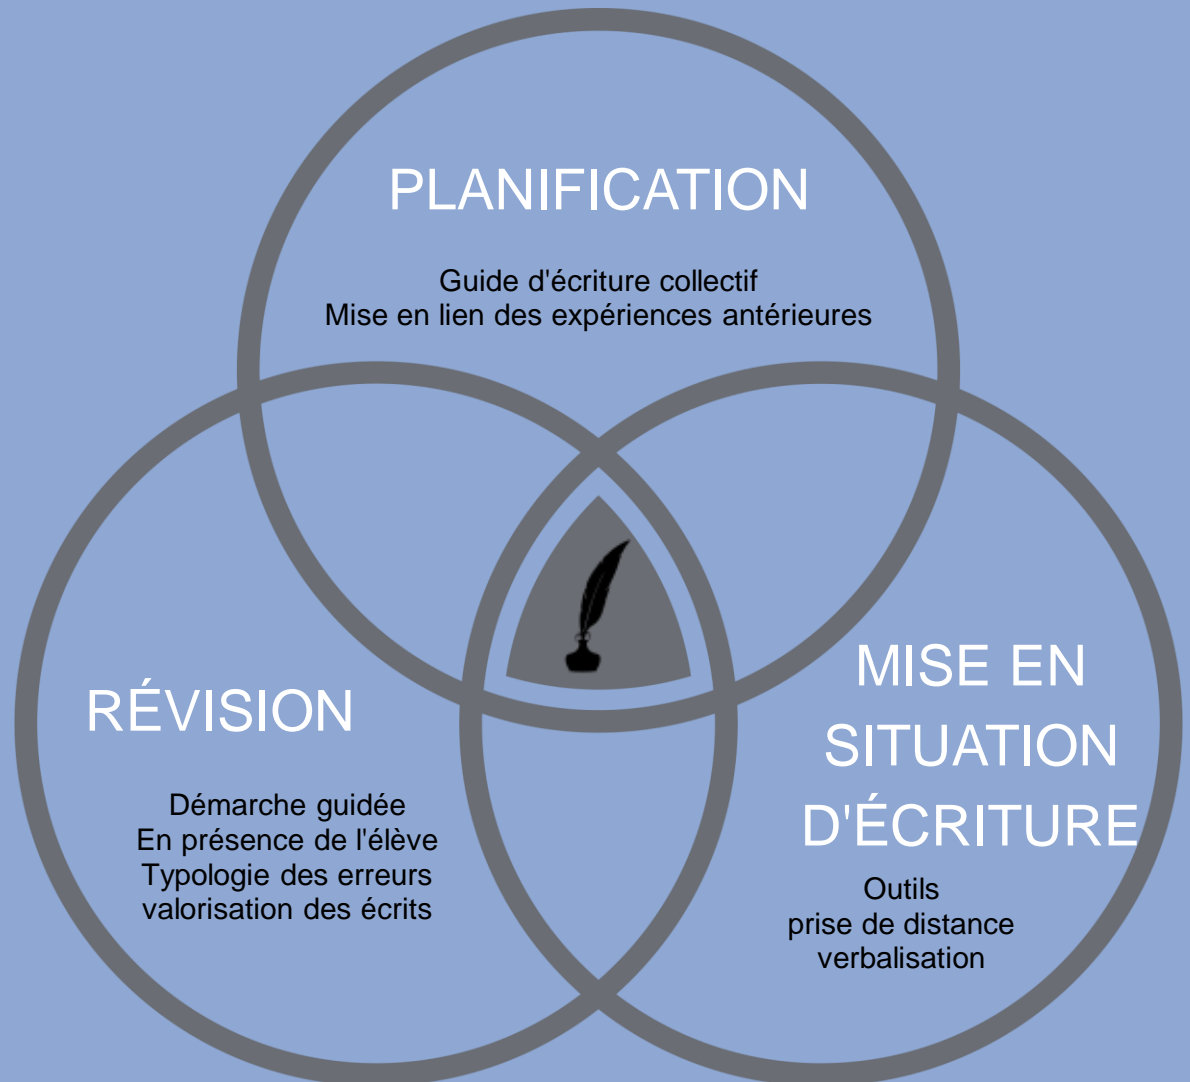 PLANIFICATION
Guide d'écriture collectif
Mise en lien des expériences antérieures
RÉVISION
Démarche guidée
En présence de l'élève
Typologie des erreurs
valorisation des écrits
MISE EN
SITUATION
D'ÉCRITURE
Outils
prise de distance
verbalisation